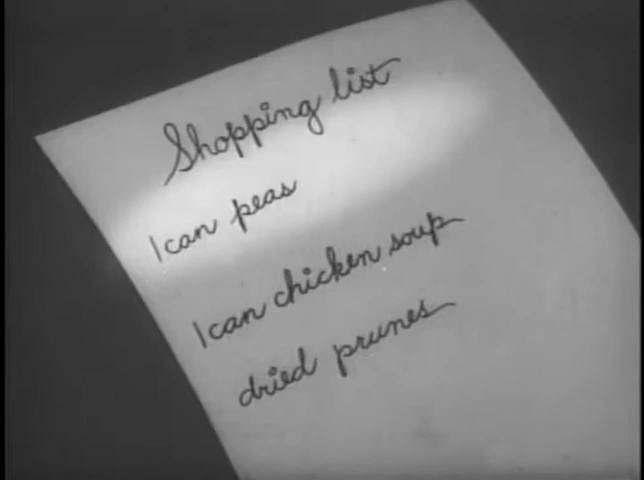 Shopping list
1 can peas
1 can chicken soup
dried prunes